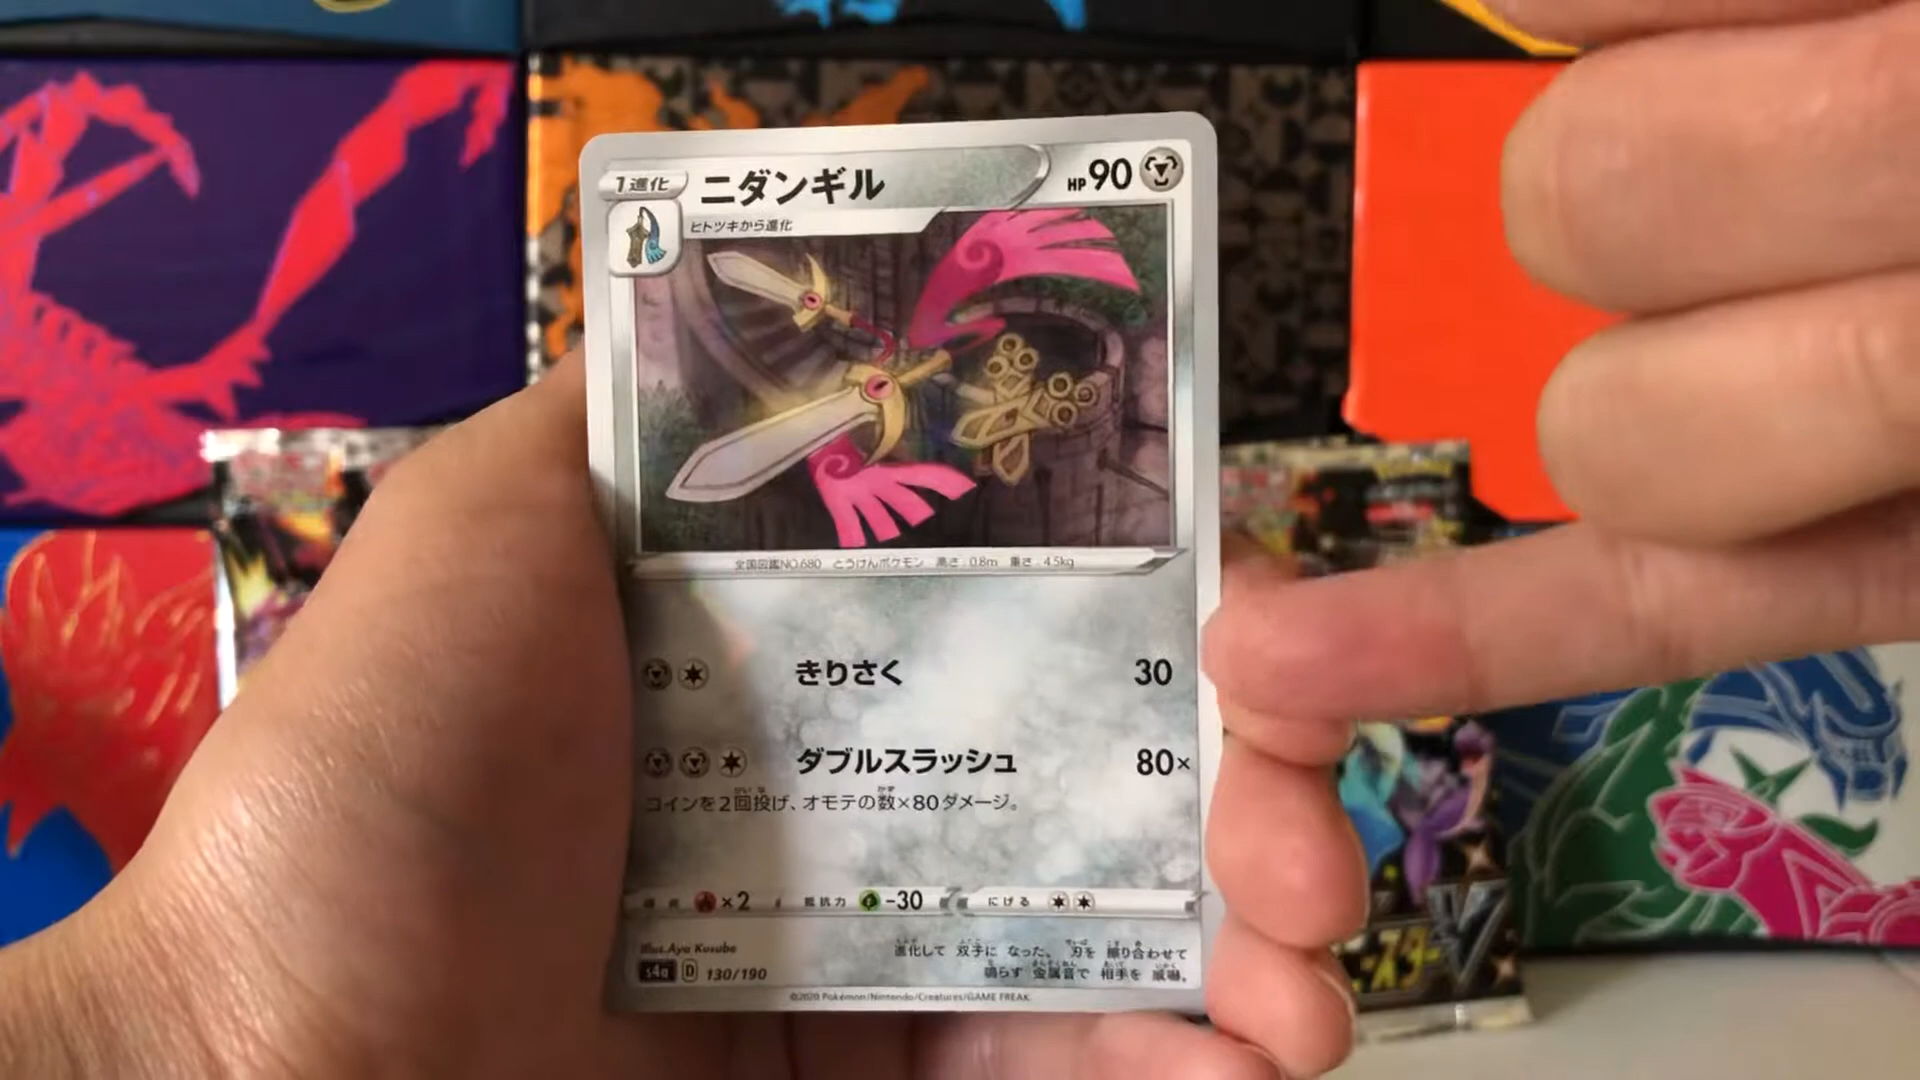 1進化 ニダンギル HP90
ヒトツキから進化
全国図鑑NO.680 とうけんポケモン 高さ：0.8m 重さ：4.5kg
きりさく 30
ダブルスラッシュ 80×
コインを2回投げ、オモテの数×80ダメージ。
×2 抵抗力 -30 にげる
Illus.Aya Kusube
進化して 双子に なった。 刃を 擦り合わせて
鳴らす 金属音で 相手を 威嚇。
s4a D 130/190
©2020 Pokémon/Nintendo/Creatures/GAME FREAK
スターV